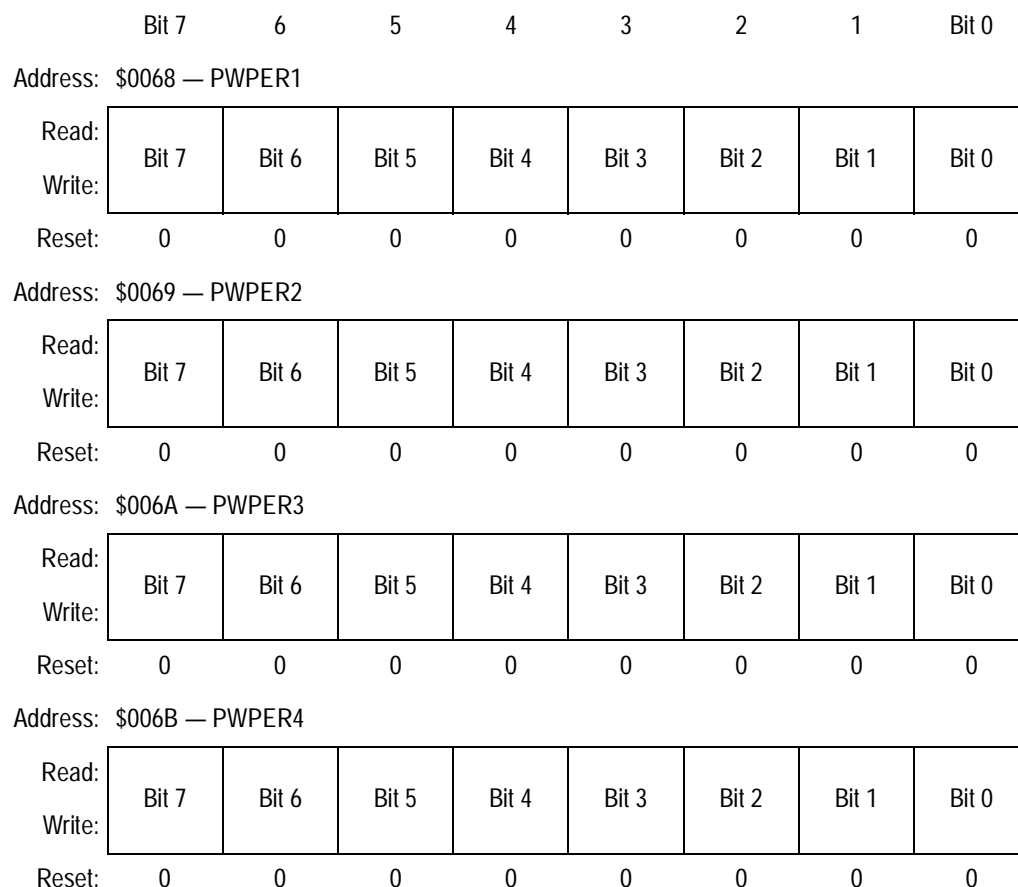 Bit 7 6 5 4 3 2 1 Bit 0
Address: $0068 — PWPER1
Read:
Bit 7 Bit 6 Bit 5 Bit 4 Bit 3 Bit 2 Bit 1 Bit 0
Write:
Reset: 0 0 0 0 0 0 0 0
Address: $0069 — PWPER2
Read:
Bit 7 Bit 6 Bit 5 Bit 4 Bit 3 Bit 2 Bit 1 Bit 0
Write:
Reset: 0 0 0 0 0 0 0 0
Address: $006A — PWPER3
Read:
Bit 7 Bit 6 Bit 5 Bit 4 Bit 3 Bit 2 Bit 1 Bit 0
Write:
Reset: 0 0 0 0 0 0 0 0
Address: $006B — PWPER4
Read:
Bit 7 Bit 6 Bit 5 Bit 4 Bit 3 Bit 2 Bit 1 Bit 0
Write:
Reset: 0 0 0 0 0 0 0 0